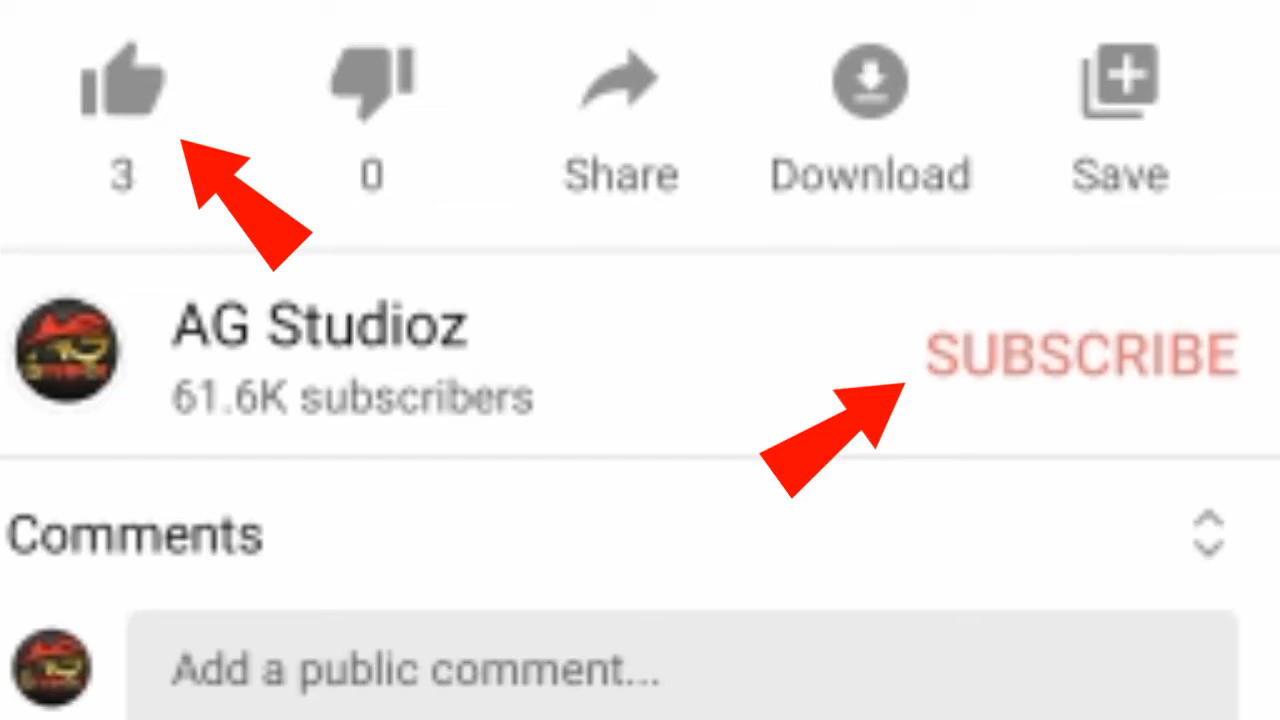 3 0 Share Download Save
AG Studioz
61.6K subscribers
SUBSCRIBE
Comments
Add a public comment...